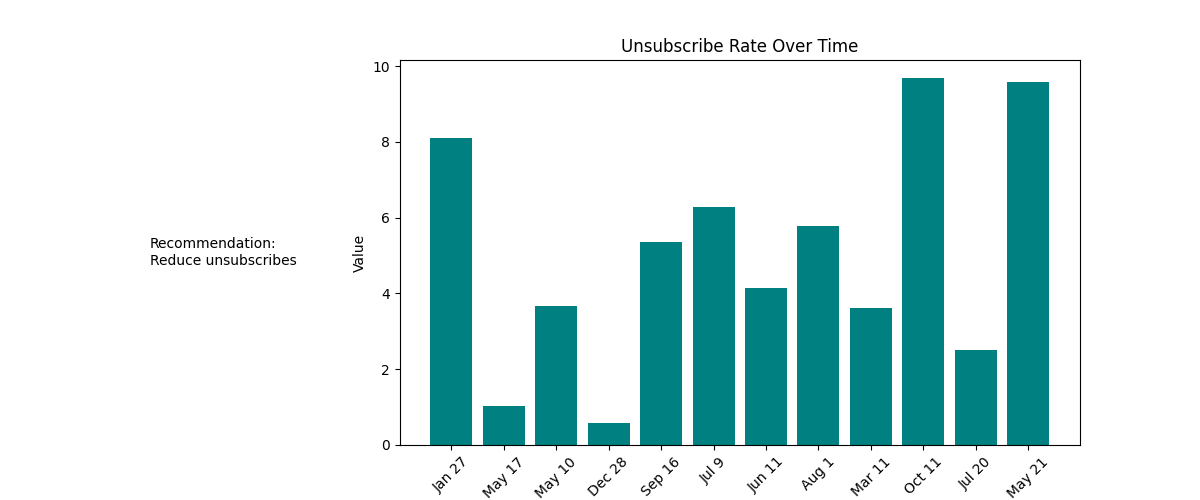 Unsubscribe Rate Over Time
Recommendation:
Reduce unsubscribes
Value
10
8
6
4
2
0
Jan 27
May 17
May 10
Dec 28
Sep 16
Jul 9
Jun 11
Aug 1
Mar 11
Oct 11
Jul 20
May 21